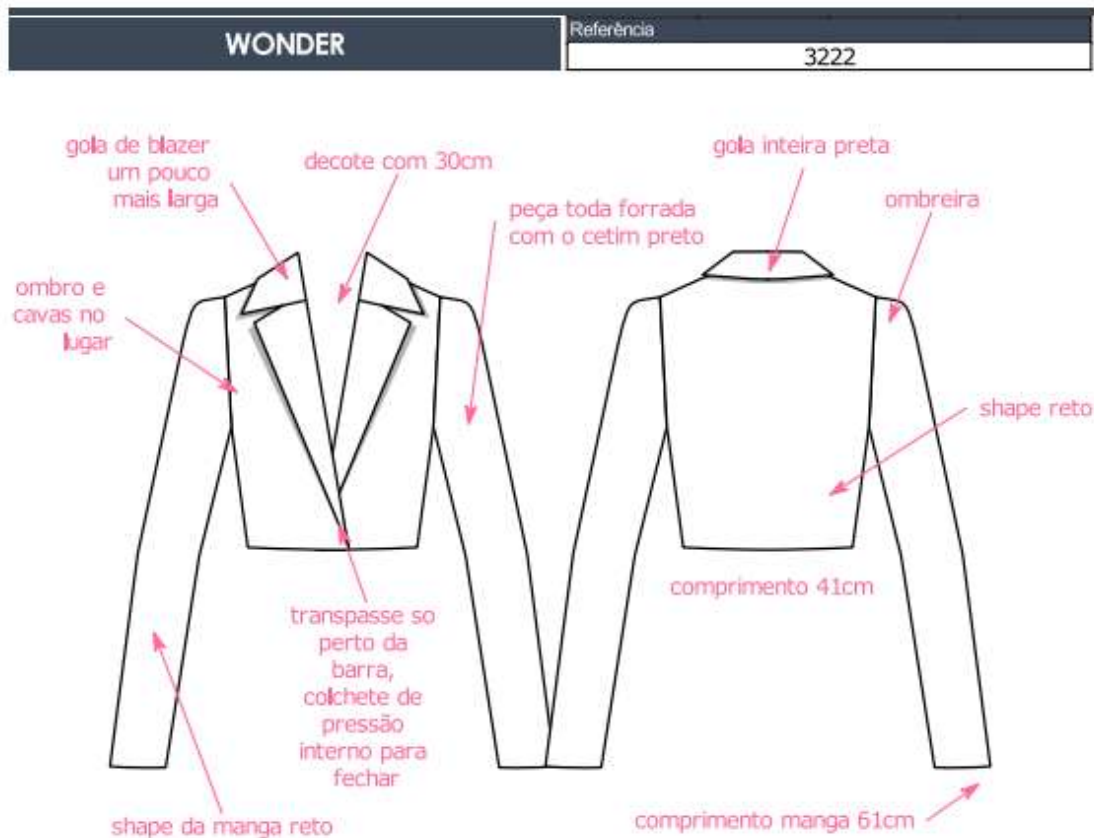 WONDER
Referência
3222
gola de blazer
um pouco
mais larga
decote com 30cm
gola inteira preta
peça toda forrada
com o cetim preto
ombreira
ombro e
cavas no
lugar
shape reto
comprimento 41cm
transpasse so
perto da
barra,
colchete de
pressão
interno para
fechar
shape da manga reto
comprimento manga 61cm